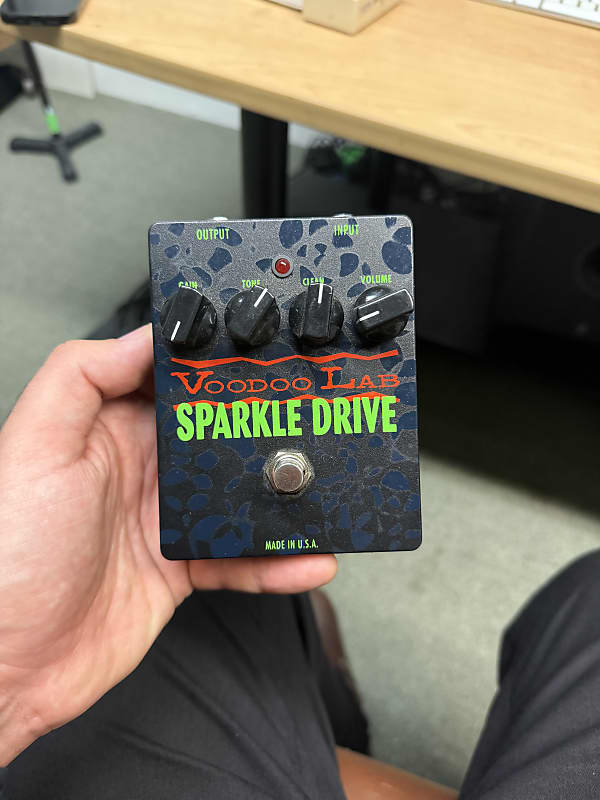 OUTPUT INPUT
GAIN TONE CLEAN VOLUME
VOODOO LAB
SPARKLE DRIVE
MADE IN U.S.A.